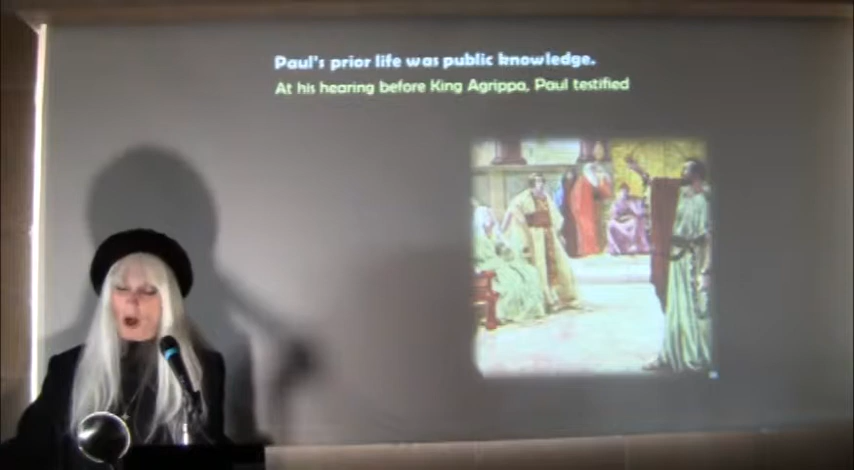 Paul's prior life was public knowledge.
At his hearing before King Agrippa, Paul testified